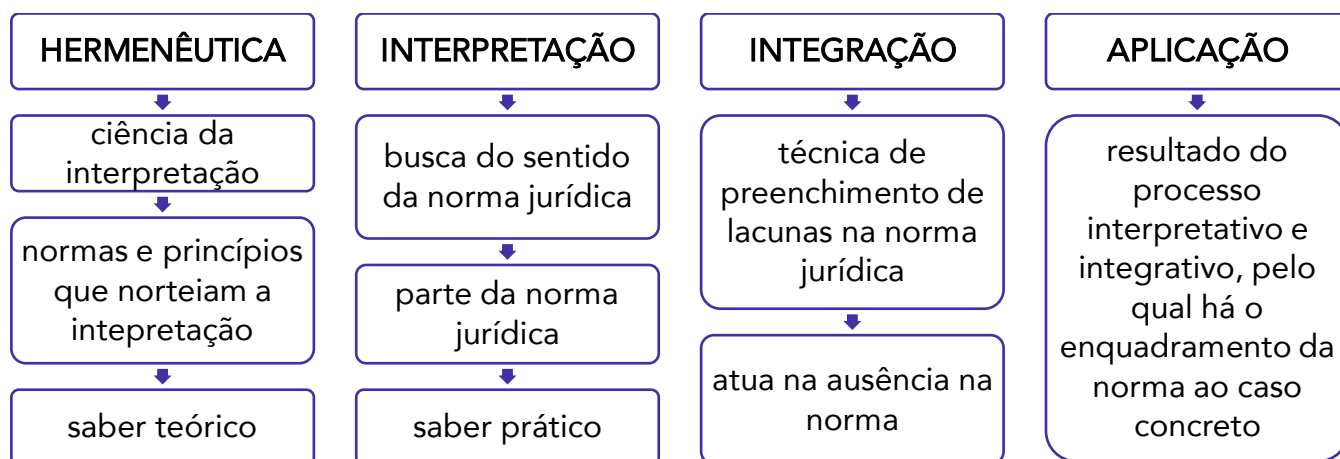 HERMENÊUTICA
ciência da
interpretação
normas e princípios
que norteiam a
intepretação
saber teórico
INTERPRETAÇÃO
busca do sentido
da norma jurídica
parte da norma
jurídica
saber prático
INTEGRAÇÃO
técnica de
preenchimento de
lacunas na norma
jurídica
atua na ausência na
norma
APLICAÇÃO
resultado do
processo
interpretativo e
integrativo, pelo
qual há o
enquadramento da
norma ao caso
concreto